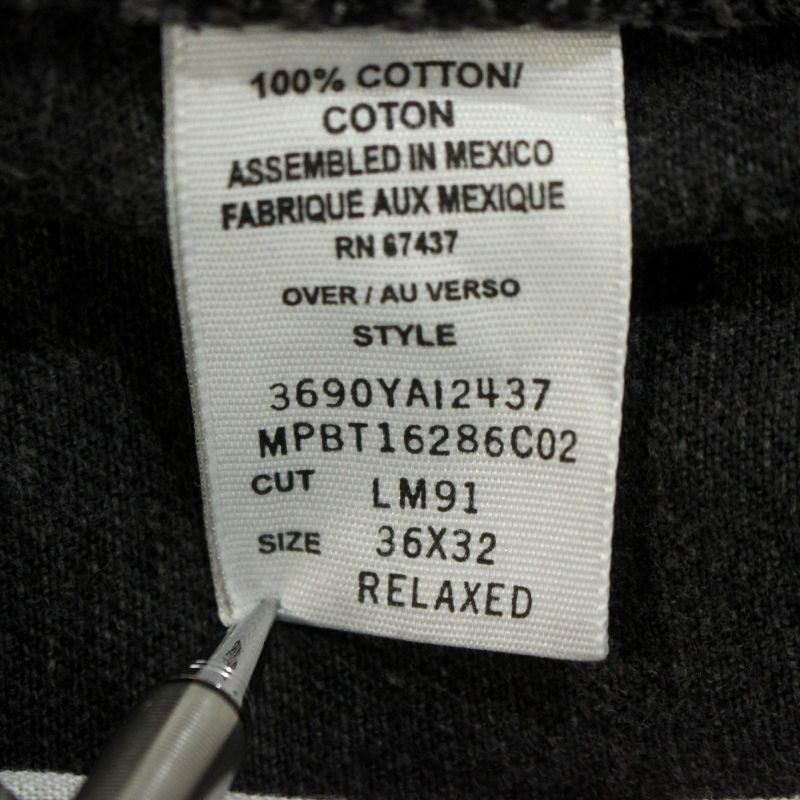 100% COTTON/
COTON
ASSEMBLED IN MEXICO
FABRIQUE AUX MEXIQUE
RN 67437
OVER / AU VERSO
STYLE
3690YAI2437
MPBT16286C02
CUT LM91
SIZE 36X32
RELAXED